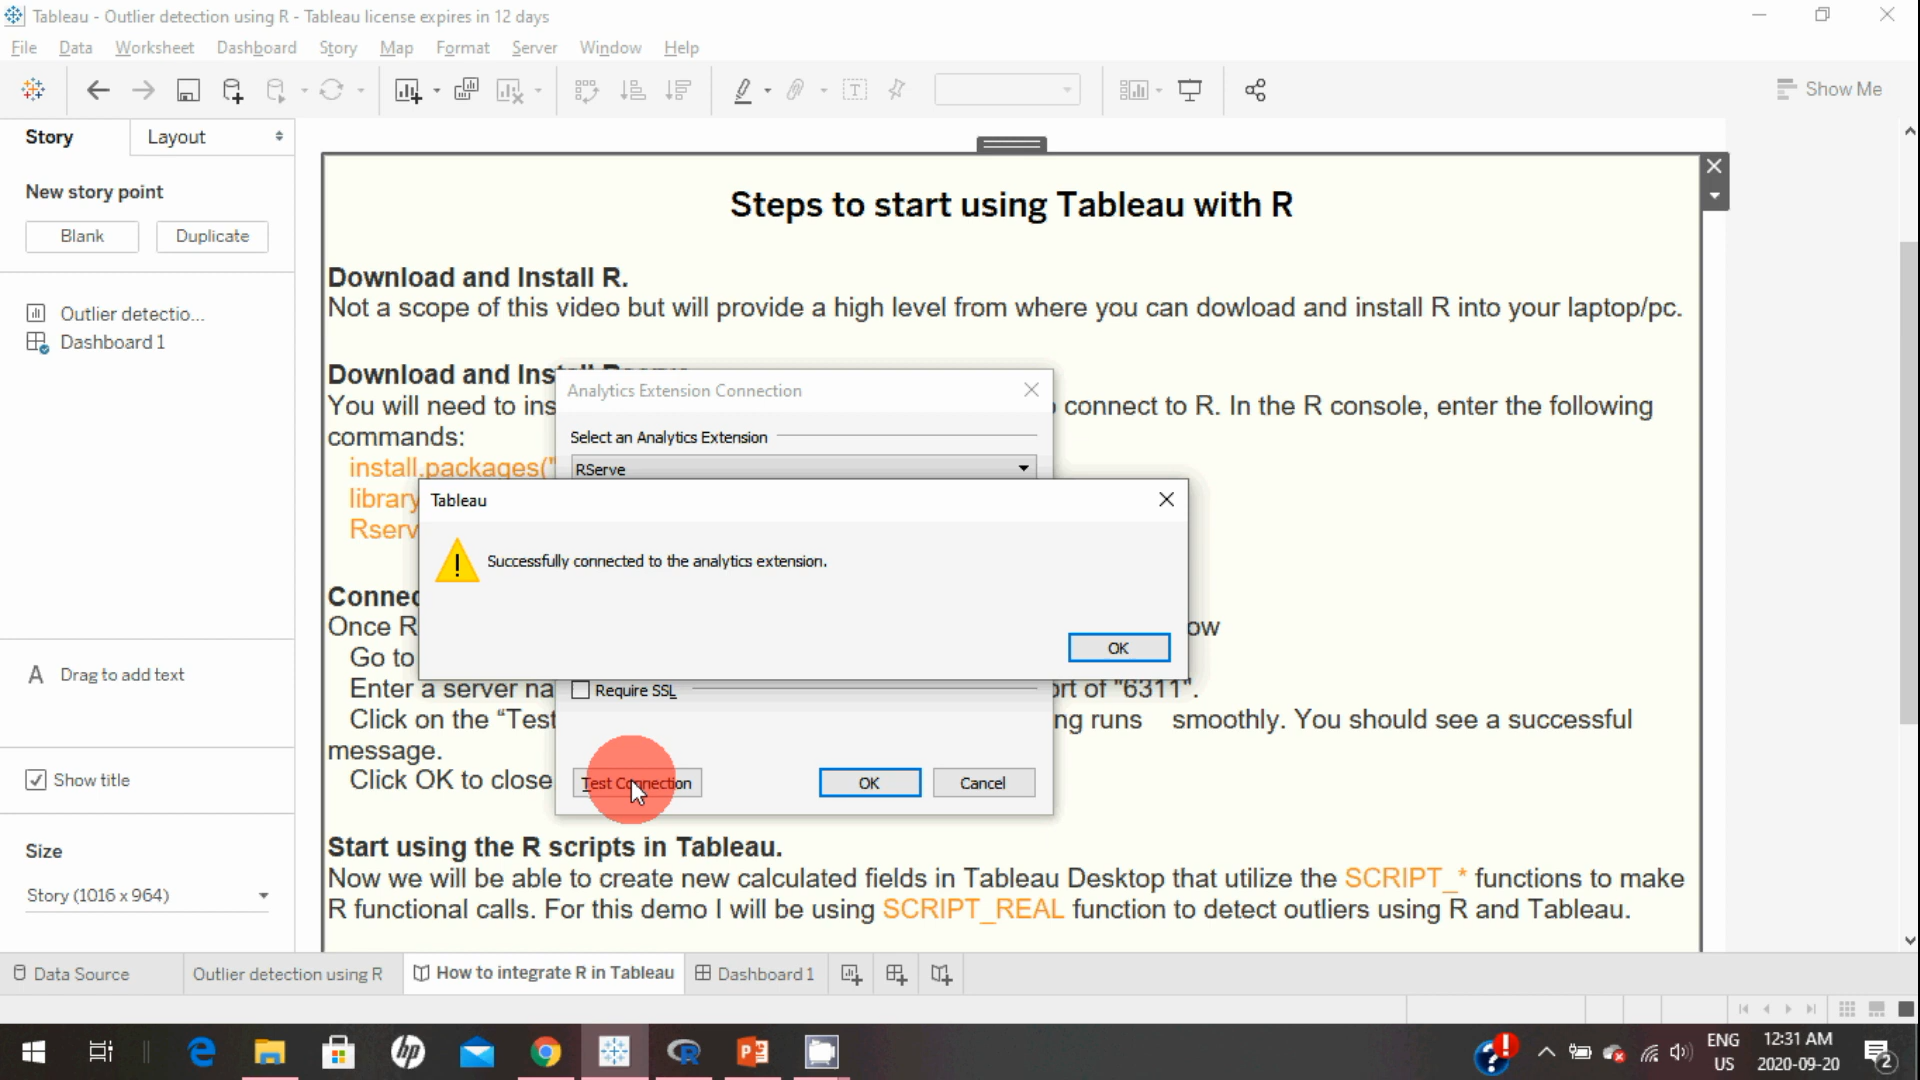 Tableau - Outlier detection using R - Tableau license expires in 12 days
File Data Worksheet Dashboard Story Map Format Server Window Help
Show Me
Story Layout
New story point
Blank Duplicate
Outlier detectio...
Dashboard 1
Drag to add text
Show title
Size
Story (1016 x 964)
Steps to start using Tableau with R
Download and Install R.
Not a scope of this video but will provide a high level from where you can dowload and install R into your laptop/pc.
Download and Ins
You will need to ins connect to R. In the R console, enter the following
commands:
install.packages("
library
Rserv
Connec
Once R ow
Go to
Enter a server na ort of "6311".
Click on the “Test ng runs smoothly. You should see a successful
message.
Click OK to close
Start using the R scripts in Tableau.
Now we will be able to create new calculated fields in Tableau Desktop that utilize the SCRIPT_* functions to make
R functional calls. For this demo I will be using SCRIPT_REAL function to detect outliers using R and Tableau.
Analytics Extension Connection
Select an Analytics Extension
RServe
Tableau
Successfully connected to the analytics extension.
OK
Require SSL
Test Connection OK Cancel
Data Source Outlier detection using R How to integrate R in Tableau Dashboard 1
ENG
US
12:31 AM
2020-09-20
2